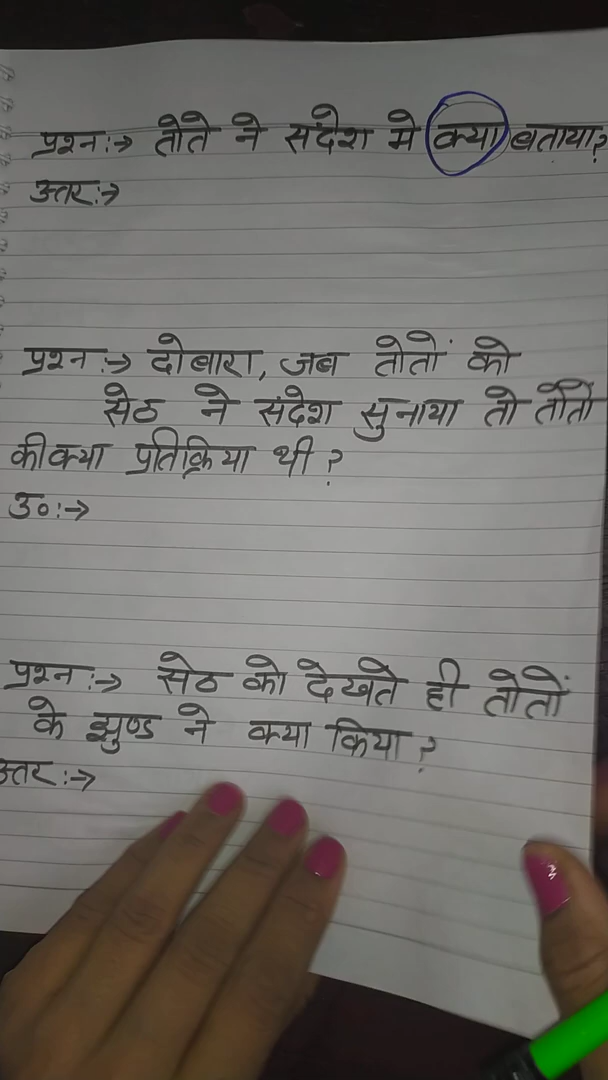 प्रश्न:→ तोते ने संदेश मे क्या बताया?
उत्तर:→
प्रश्न:→ दोबारा, जब तोतों को
सेठ ने संदेश सुनाया तो तोतों
की क्या प्रतिक्रिया थी?
उ०:→
प्रश्न:→ सेठ को देखते ही तोतों
के झुण्ड ने क्या किया?
उत्तर:→